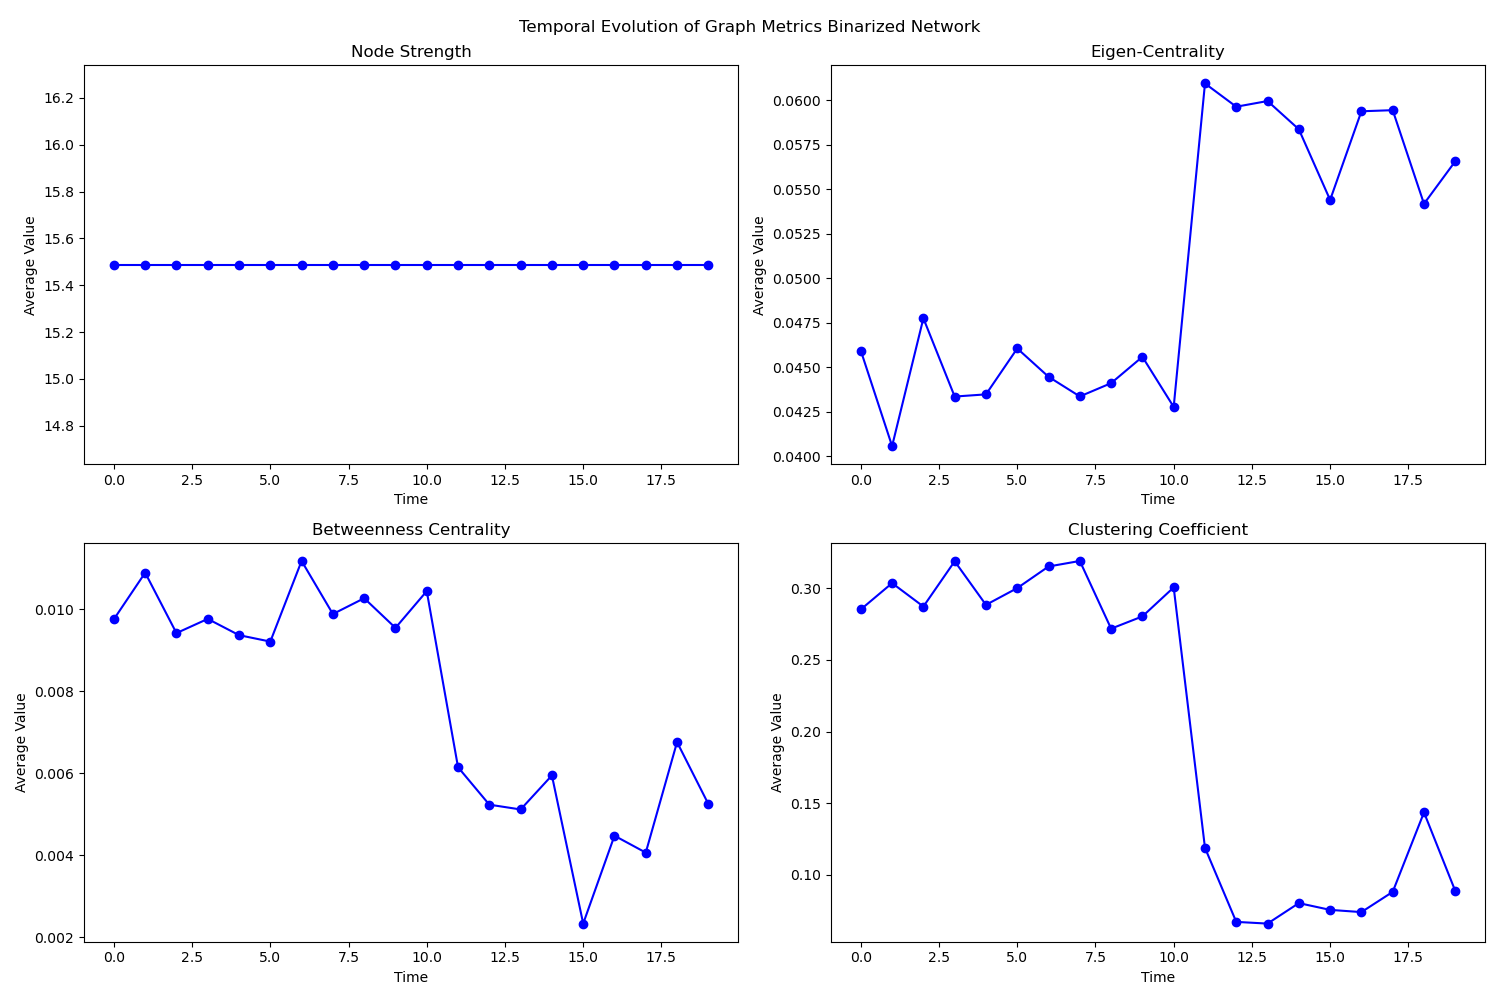 Temporal Evolution of Graph Metrics Binarized Network
Node Strength
16.2
16.0
15.8
15.6
15.4
15.2
15.0
14.8
Average Value
0.0 2.5 5.0 7.5 10.0 12.5 15.0 17.5
Time
Eigen-Centrality
0.0600
0.0575
0.0550
0.0525
0.0500
0.0475
0.0450
0.0425
0.0400
Average Value
0.0 2.5 5.0 7.5 10.0 12.5 15.0 17.5
Time
Betweenness Centrality
0.010
0.008
0.006
0.004
0.002
Average Value
0.0 2.5 5.0 7.5 10.0 12.5 15.0 17.5
Time
Clustering Coefficient
0.30
0.25
0.20
0.15
0.10
Average Value
0.0 2.5 5.0 7.5 10.0 12.5 15.0 17.5
Time